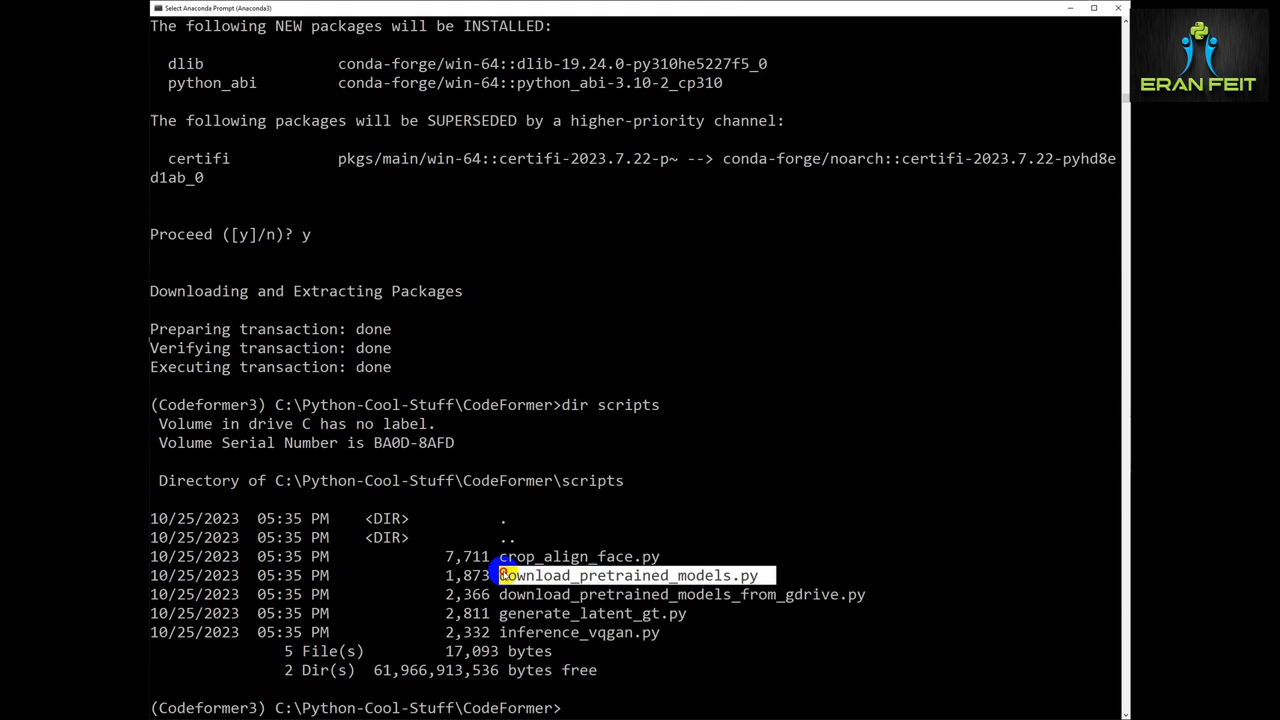 Select Anaconda Prompt (Anaconda3)
The following NEW packages will be INSTALLED:
dlib conda-forge/win-64::dlib-19.24.0-py310he5227f5_0
python_abi conda-forge/win-64::python_abi-3.10-2_cp310
The following packages will be SUPERSEDED by a higher-priority channel:
certifi pkgs/main/win-64::certifi-2023.7.22-p~ --> conda-forge/noarch::certifi-2023.7.22-pyhd8e
d1ab_0
Proceed ([y]/n)? y
Downloading and Extracting Packages
Preparing transaction: done
Verifying transaction: done
Executing transaction: done
(Codeformer3) C:\Python-Cool-Stuff\CodeFormer>dir scripts
Volume in drive C has no label.
Volume Serial Number is BA0D-8AFD
Directory of C:\Python-Cool-Stuff\CodeFormer\scripts
10/25/2023 05:35 PM <DIR> .
10/25/2023 05:35 PM <DIR> ..
10/25/2023 05:35 PM 7,711 crop_align_face.py
10/25/2023 05:35 PM 1,873 download_pretrained_models.py
10/25/2023 05:35 PM 2,366 download_pretrained_models_from_gdrive.py
10/25/2023 05:35 PM 2,811 generate_latent_gt.py
10/25/2023 05:35 PM 2,332 inference_vqgan.py
5 File(s) 17,093 bytes
2 Dir(s) 61,966,913,536 bytes free
(Codeformer3) C:\Python-Cool-Stuff\CodeFormer>
ERAN FEIT